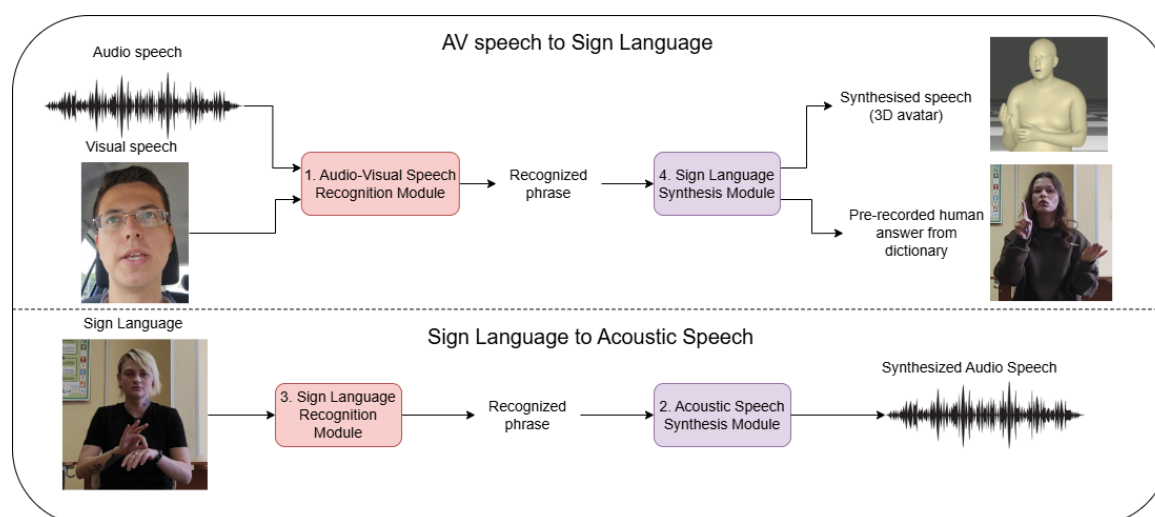 AV speech to Sign Language
Audio speech
Visual speech
1. Audio-Visual Speech
Recognition Module
Recognized
phrase
4. Sign Language
Synthesis Module
Synthesised speech
(3D avatar)
Pre-recorded human
answer from
dictionary
Sign Language to Acoustic Speech
Sign Language
3. Sign Language
Recognition
Module
Recognized
phrase
2. Acoustic Speech
Synthesis Module
Synthesized Audio Speech